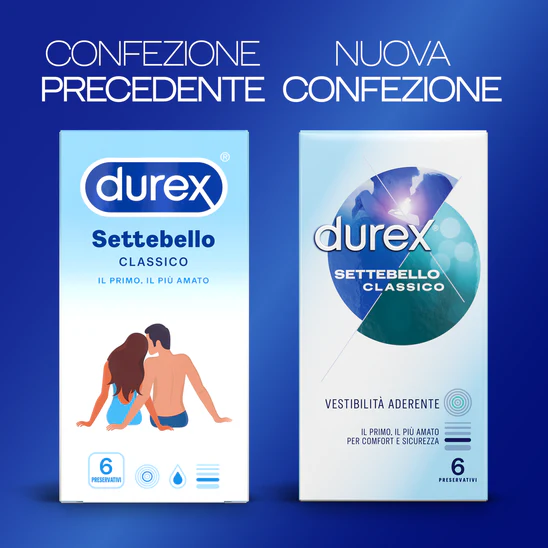 CONFEZIONE
PRECEDENTE
NUOVA
CONFEZIONE
durex®
Settebello
CLASSICO
IL PRIMO, IL PIÙ AMATO
6
PRESERVATIVI
durex
SETTEBELLO
CLASSICO
VESTIBILITÀ ADERENTE
IL PRIMO, IL PIÙ AMATO
PER COMFORT E SICUREZZA
6
PRESERVATIVI